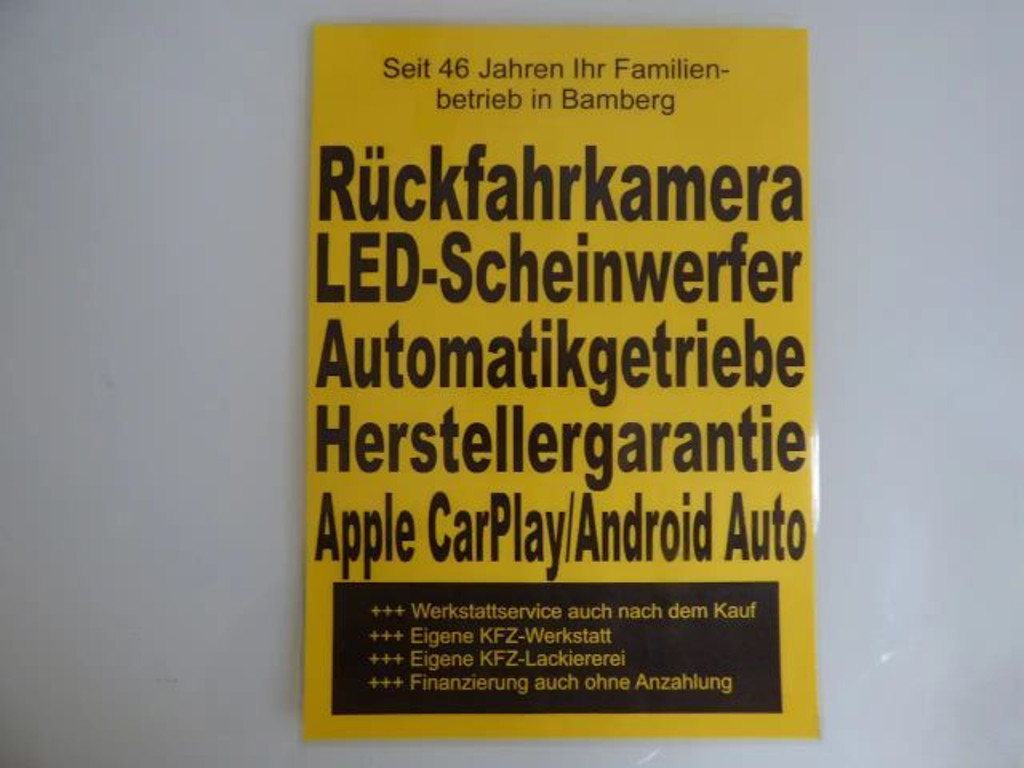 Seit 46 Jahren Ihr Familien-
betrieb in Bamberg
Rückfahrkamera
LED-Scheinwerfer
Automatikgetriebe
Herstellergarantie
Apple CarPlay/Android Auto
+++ Werkstattservice auch nach dem Kauf
+++ Eigene KFZ-Werkstatt
+++ Eigene KFZ-Lackiererei
+++ Finanzierung auch ohne Anzahlung